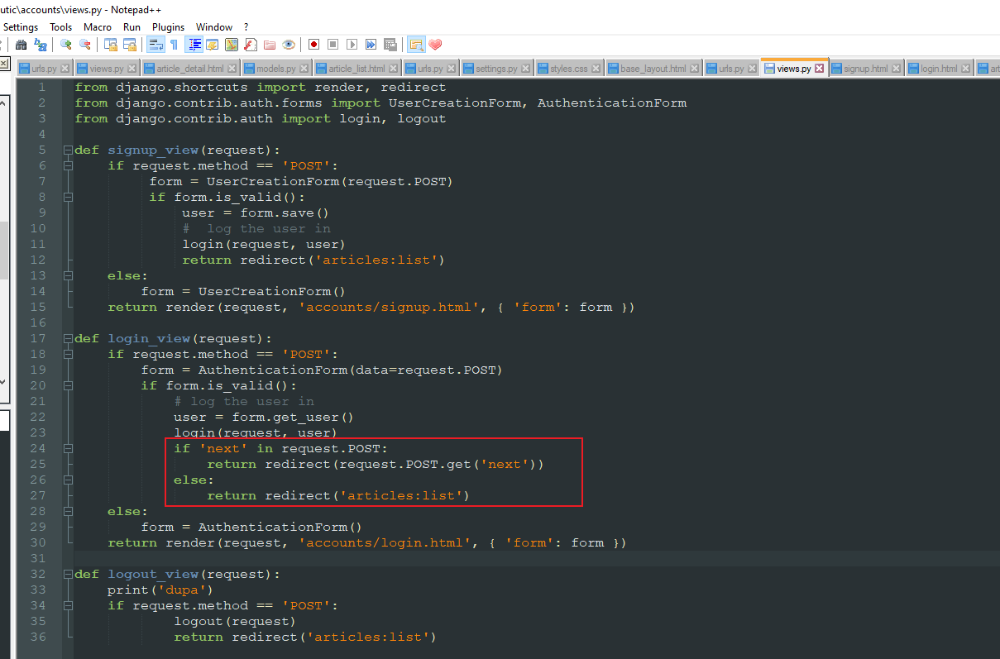 utic\accounts\views.py - Notepad++
Settings Tools Macro Run Plugins Window ?
urls.py views.py article_detail.html models.py article_list.html urls.py settings.py styles.css base_layout.html urls.py views.py signup.html login.html art
1 from django.shortcuts import render, redirect
2 from django.contrib.auth.forms import UserCreationForm, AuthenticationForm
3 from django.contrib.auth import login, logout
4
5 def signup_view(request):
6     if request.method == 'POST':
7          form = UserCreationForm(request.POST)
8          if form.is_valid():
9              user = form.save()
10              #  log the user in
11              login(request, user)
12              return redirect('articles:list')
13     else:
14         form = UserCreationForm()
15     return render(request, 'accounts/signup.html', { 'form': form })
16
17 def login_view(request):
18     if request.method == 'POST':
19         form = AuthenticationForm(data=request.POST)
20         if form.is_valid():
21             # log the user in
22             user = form.get_user()
23             login(request, user)
24             if 'next' in request.POST:
25                 return redirect(request.POST.get('next'))
26             else:
27                 return redirect('articles:list')
28     else:
29         form = AuthenticationForm()
30     return render(request, 'accounts/login.html', { 'form': form })
31
32 def logout_view(request):
33     print('dupa')
34     if request.method == 'POST':
35             logout(request)
36             return redirect('articles:list')